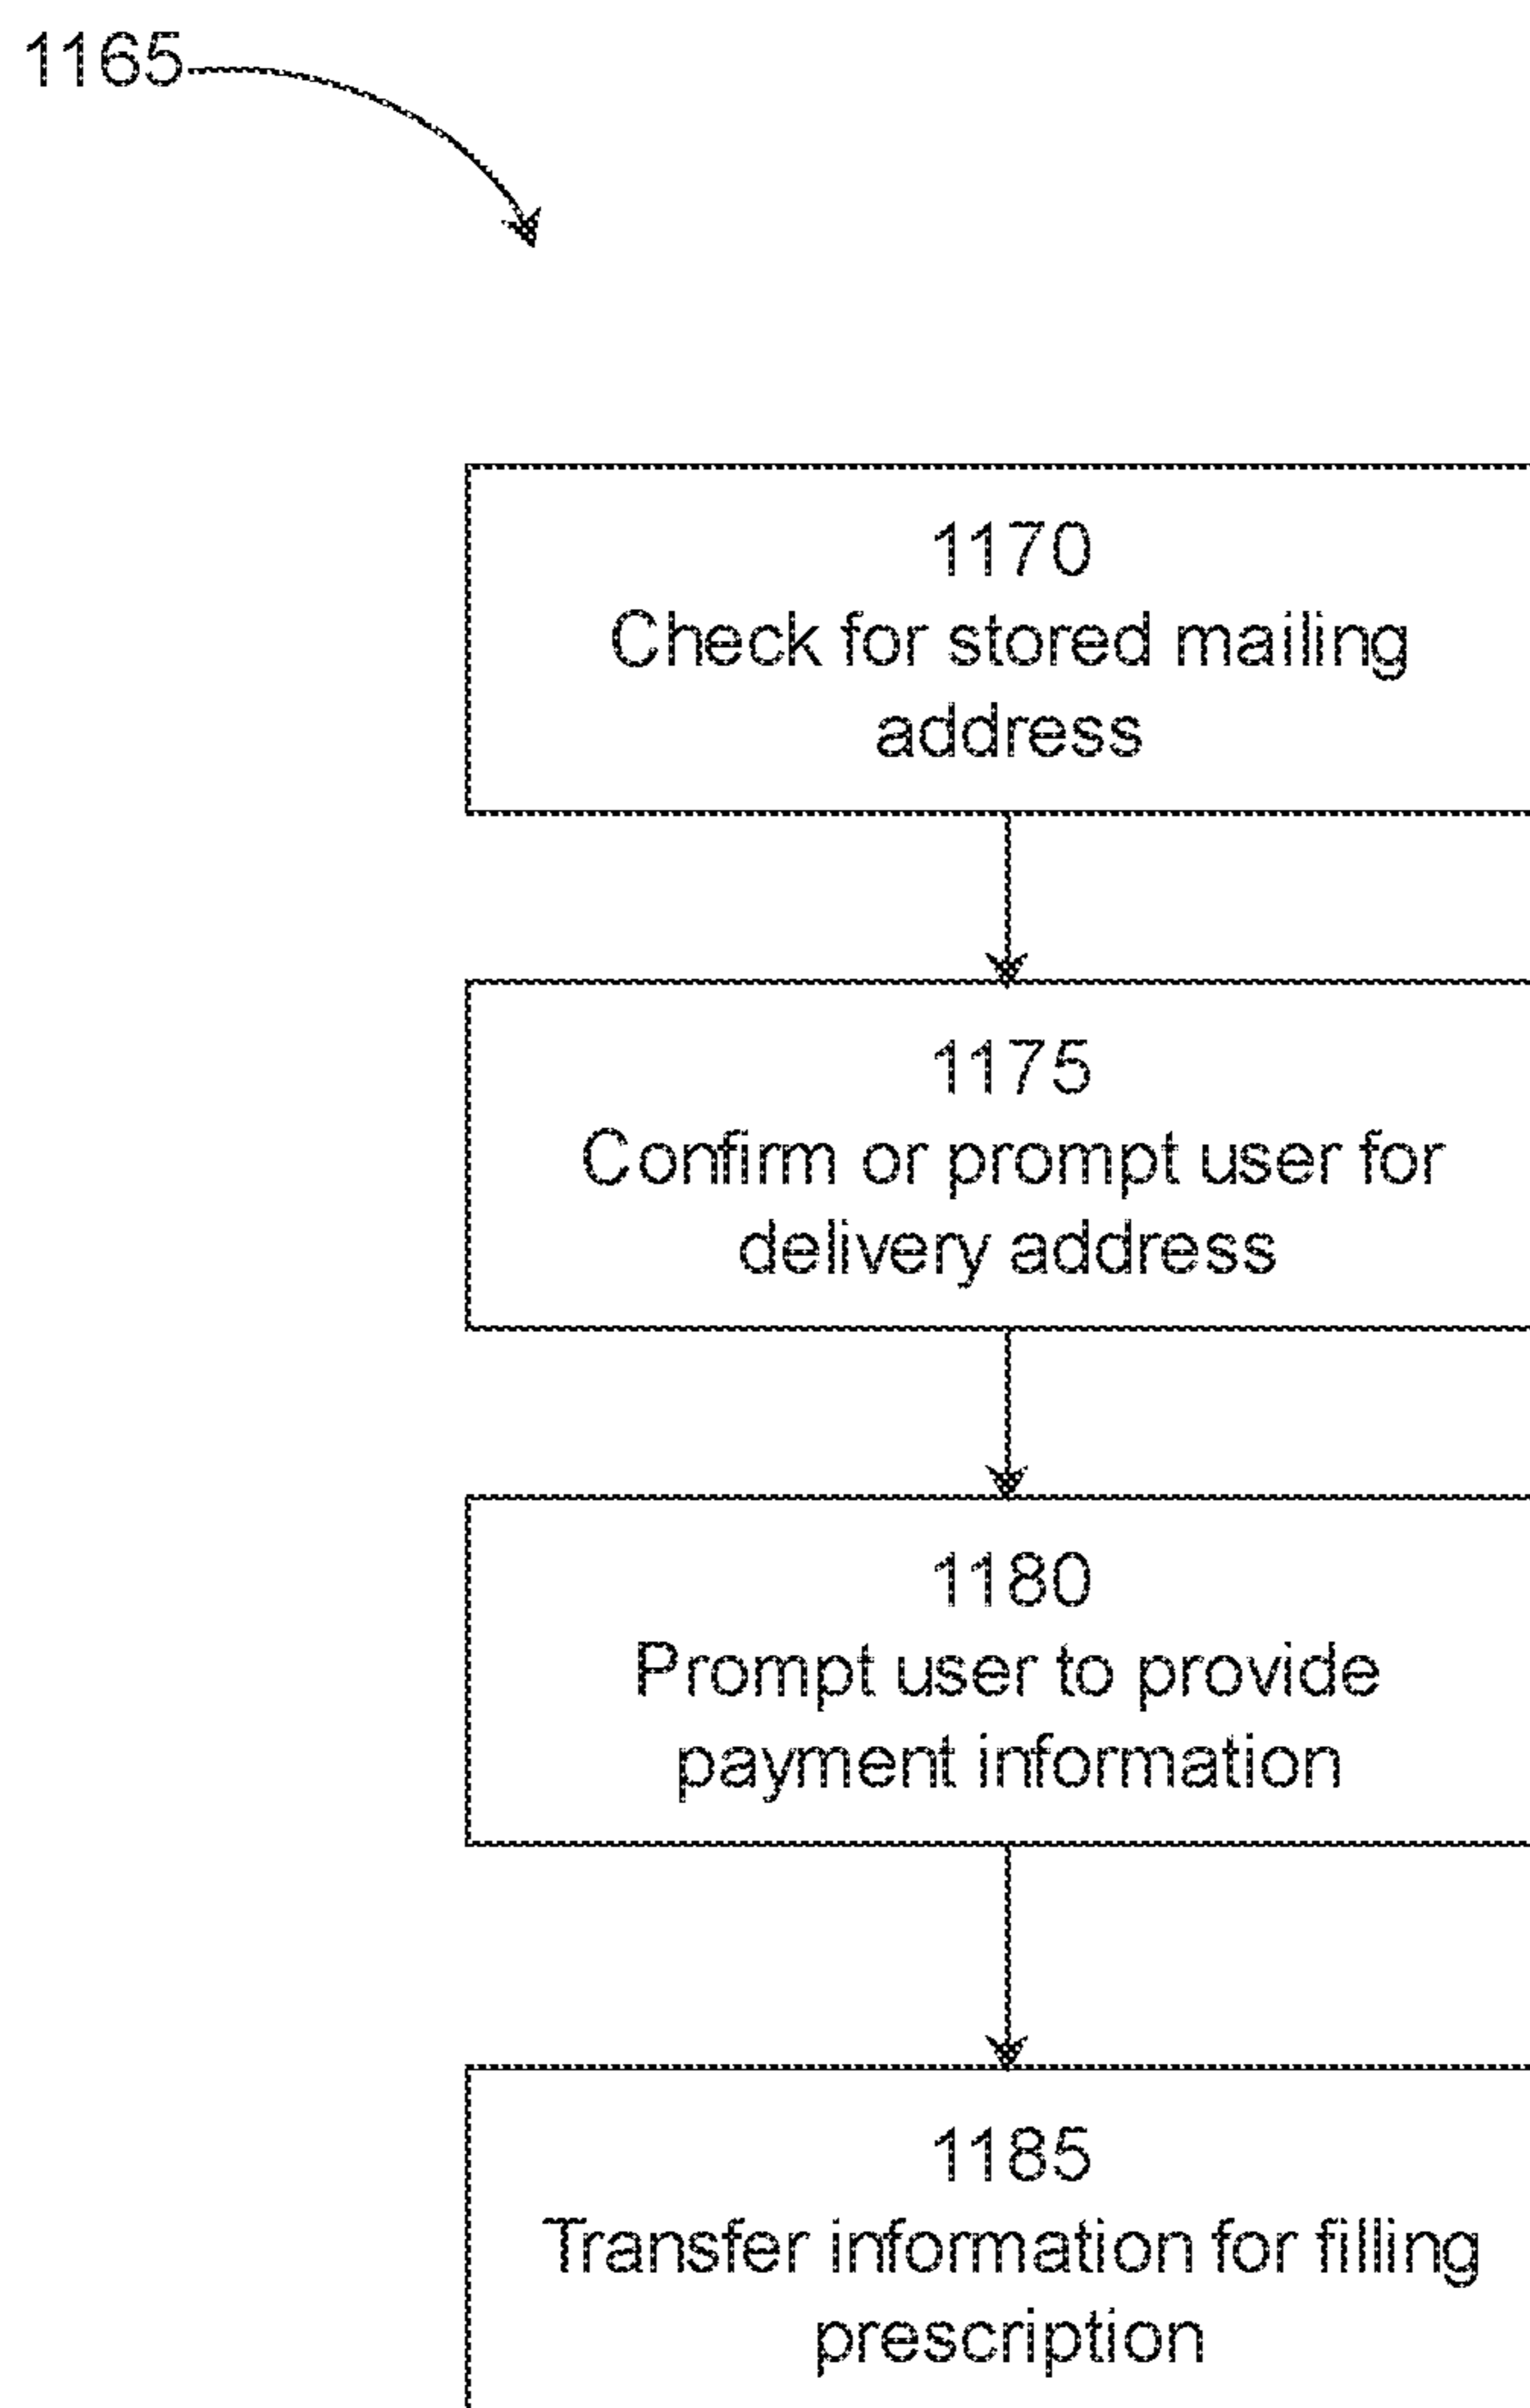 1165
1170
Check for stored mailing
address
1175
Confirm or prompt user for
delivery address
1180
Prompt user to provide
payment information
1185
Transfer information for filling
prescription